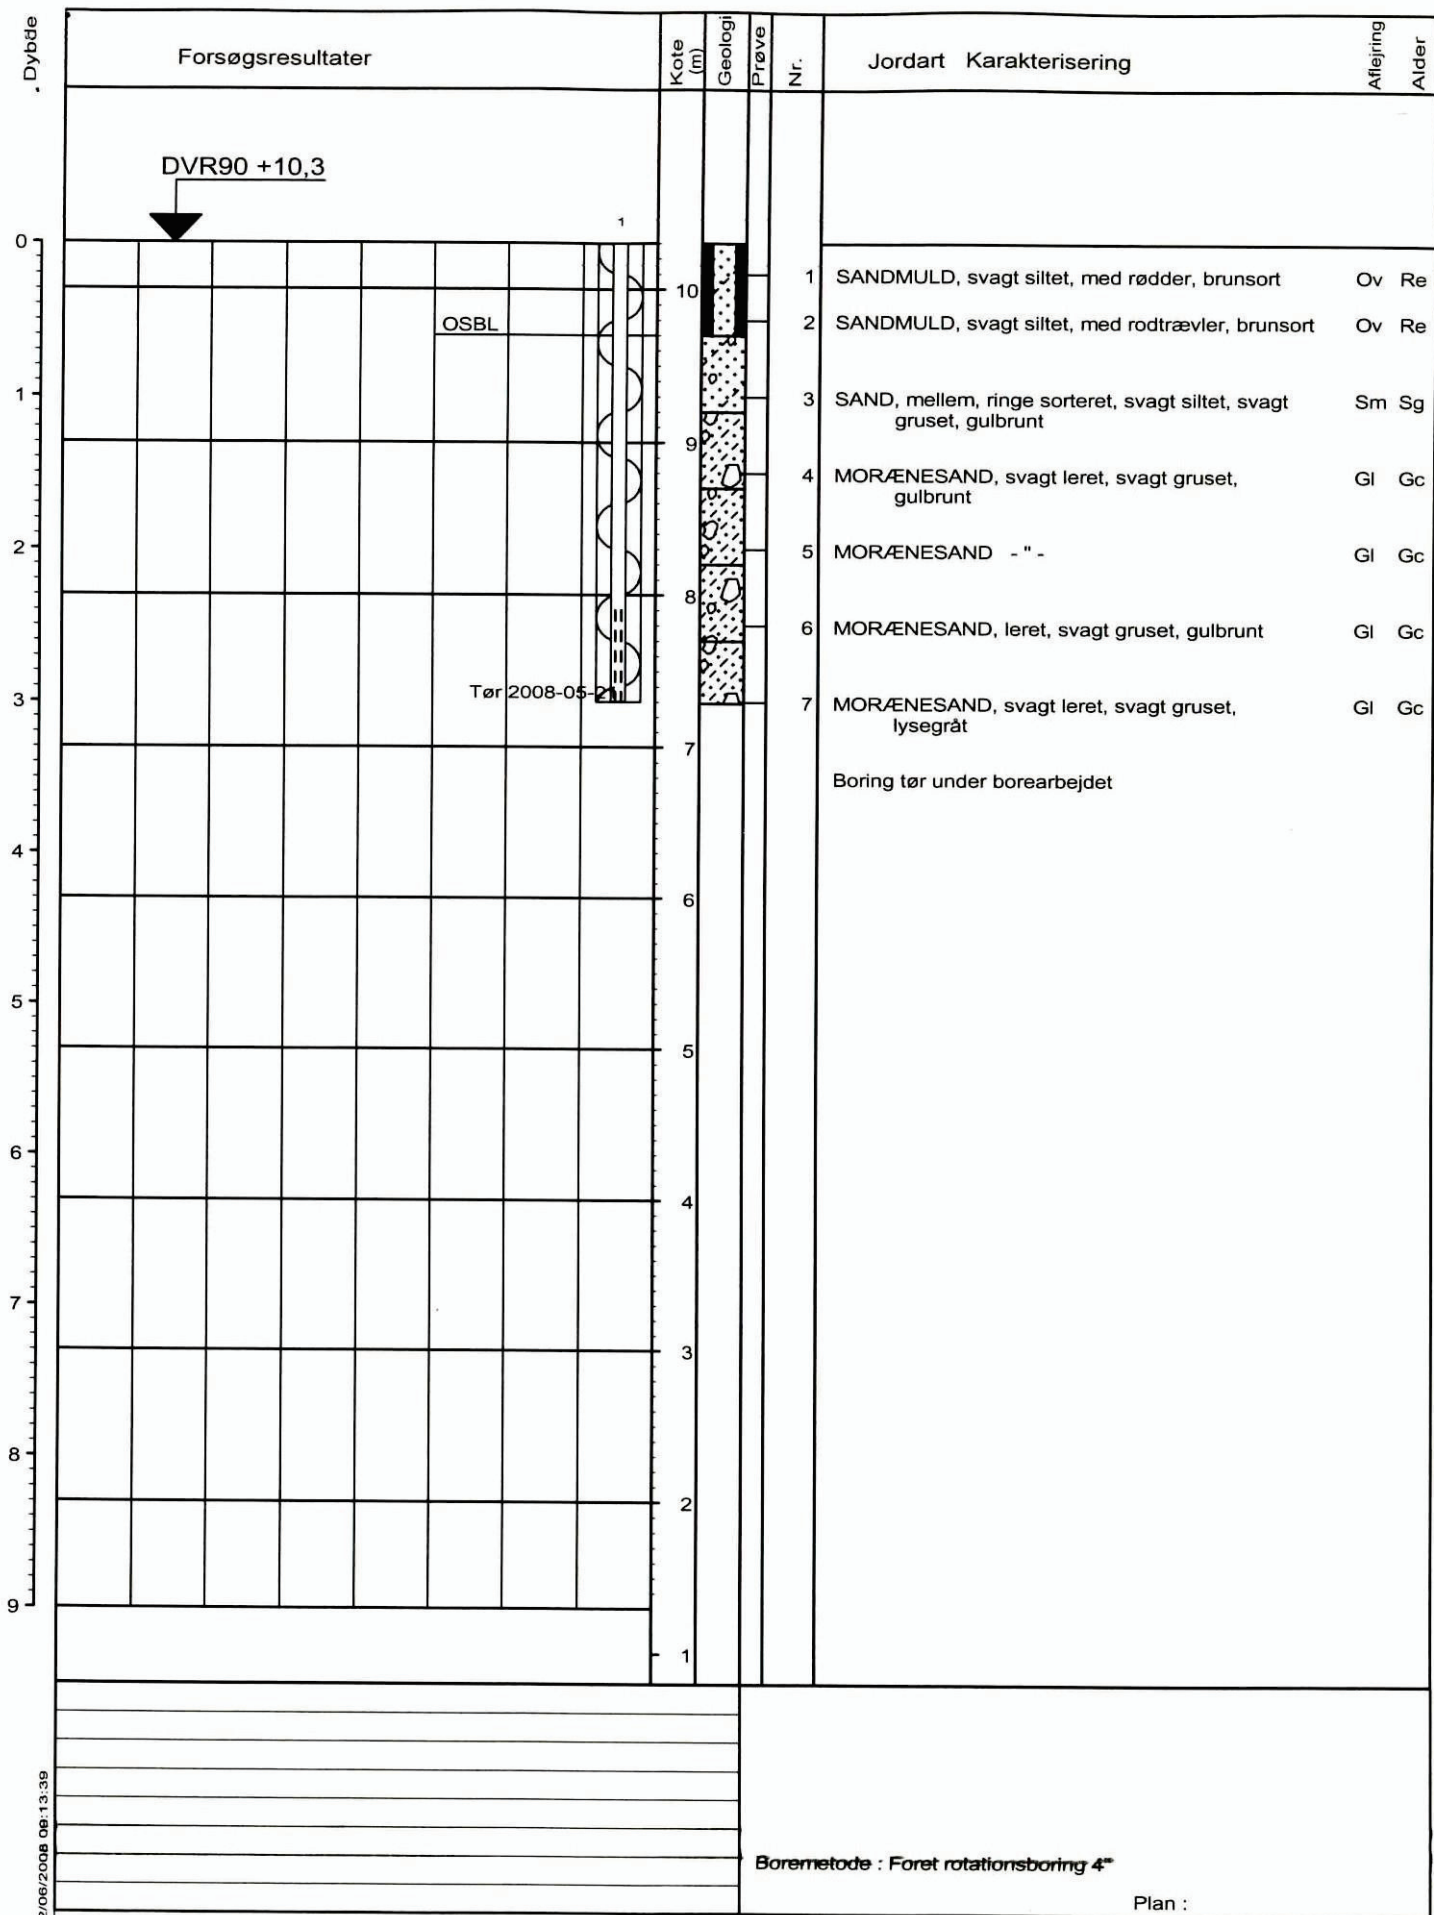 Dybde
Forsøgsresultater
Kote
(m)
Geologi
Prøve
Nr.
Jordart Karakterisering
Aflejring
Alder
DVR90 +10,3
1
0
10
1 SANDMULD, svagt siltet, med rødder, brunsort Ov Re
OSBL
2 SANDMULD, svagt siltet, med rodtrævler, brunsort Ov Re
1
3 SAND, mellem, ringe sorteret, svagt siltet, svagt Sm Sg
gruset, gulbrunt
9
4 MORÆNESAND, svagt leret, svagt gruset, Gl Gc
gulbrunt
2
5 MORÆNESAND - " - Gl Gc
8
6 MORÆNESAND, leret, svagt gruset, gulbrunt Gl Gc
Tør 2008-05-21
3
7 MORÆNESAND, svagt leret, svagt gruset, Gl Gc
lysegråt
7
Boring tør under borearbejdet
4
6
5
5
6
4
7
3
8
2
9
1
/06/2008 09:13:39
Boremetode : Foret rotationsboring 4"
Plan :